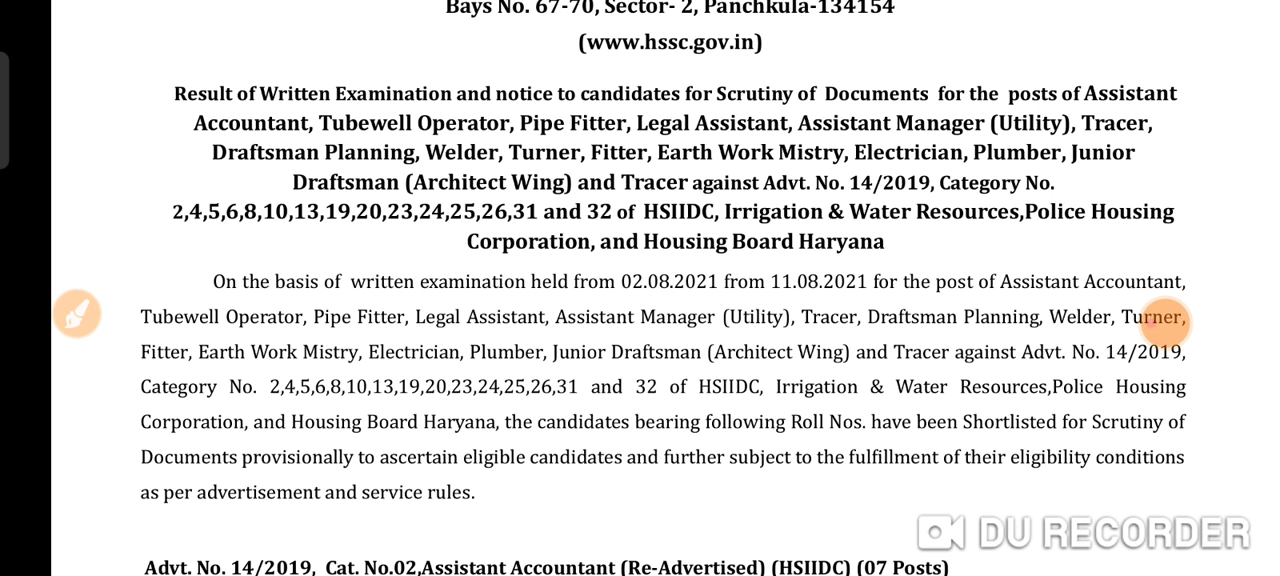 Bays No. 67-70, Sector- 2, Panchkula-134154
(www.hssc.gov.in)
Result of Written Examination and notice to candidates for Scrutiny of Documents for the posts of Assistant
Accountant, Tubewell Operator, Pipe Fitter, Legal Assistant, Assistant Manager (Utility), Tracer,
Draftsman Planning, Welder, Turner, Fitter, Earth Work Mistry, Electrician, Plumber, Junior
Draftsman (Architect Wing) and Tracer against Advt. No. 14/2019, Category No.
2,4,5,6,8,10,13,19,20,23,24,25,26,31 and 32 of HSIIDC, Irrigation & Water Resources,Police Housing
Corporation, and Housing Board Haryana
On the basis of written examination held from 02.08.2021 from 11.08.2021 for the post of Assistant Accountant,
Tubewell Operator, Pipe Fitter, Legal Assistant, Assistant Manager (Utility), Tracer, Draftsman Planning, Welder, Turner,
Fitter, Earth Work Mistry, Electrician, Plumber, Junior Draftsman (Architect Wing) and Tracer against Advt. No. 14/2019,
Category No. 2,4,5,6,8,10,13,19,20,23,24,25,26,31 and 32 of HSIIDC, Irrigation & Water Resources,Police Housing
Corporation, and Housing Board Haryana, the candidates bearing following Roll Nos. have been Shortlisted for Scrutiny of
Documents provisionally to ascertain eligible candidates and further subject to the fulfillment of their eligibility conditions
as per advertisement and service rules.
DU RECORDER
Advt. No. 14/2019, Cat. No.02,Assistant Accountant (Re-Advertised) (HSIIDC) (07 Posts)